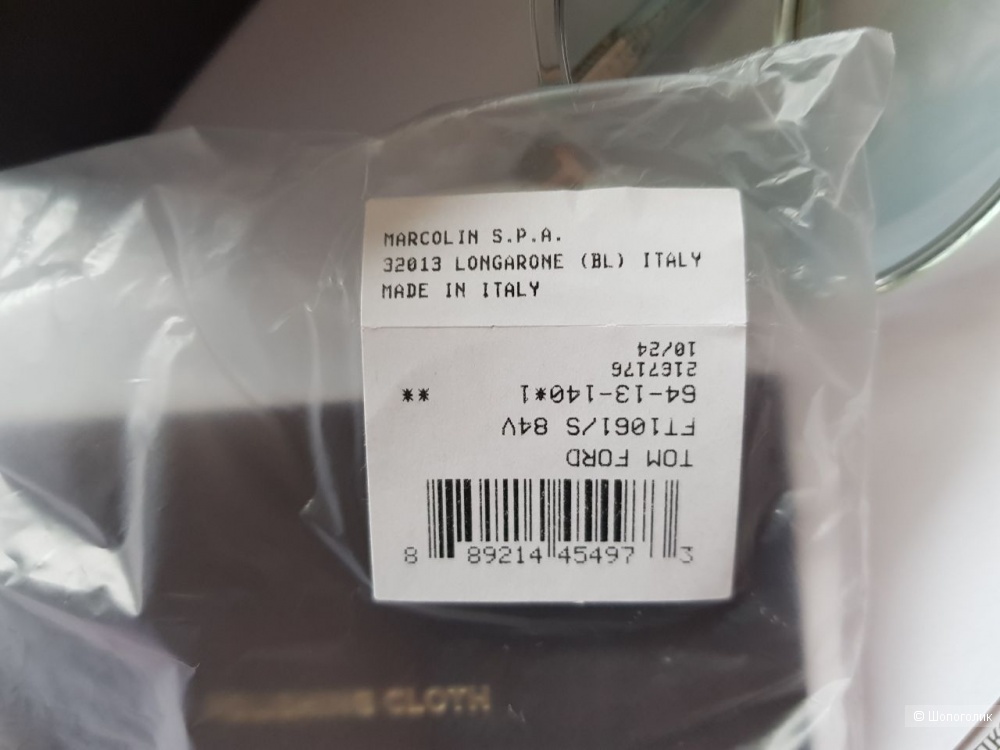 MARCOLIN S.P.A.
32013 LONGARONE (BL) ITALY
MADE IN ITALY
TOM FORD
FT1061/S 84V
64-13-140*1 **
2167176
10/24
8 89214 45497 3
CLOTH
© Шопоголик